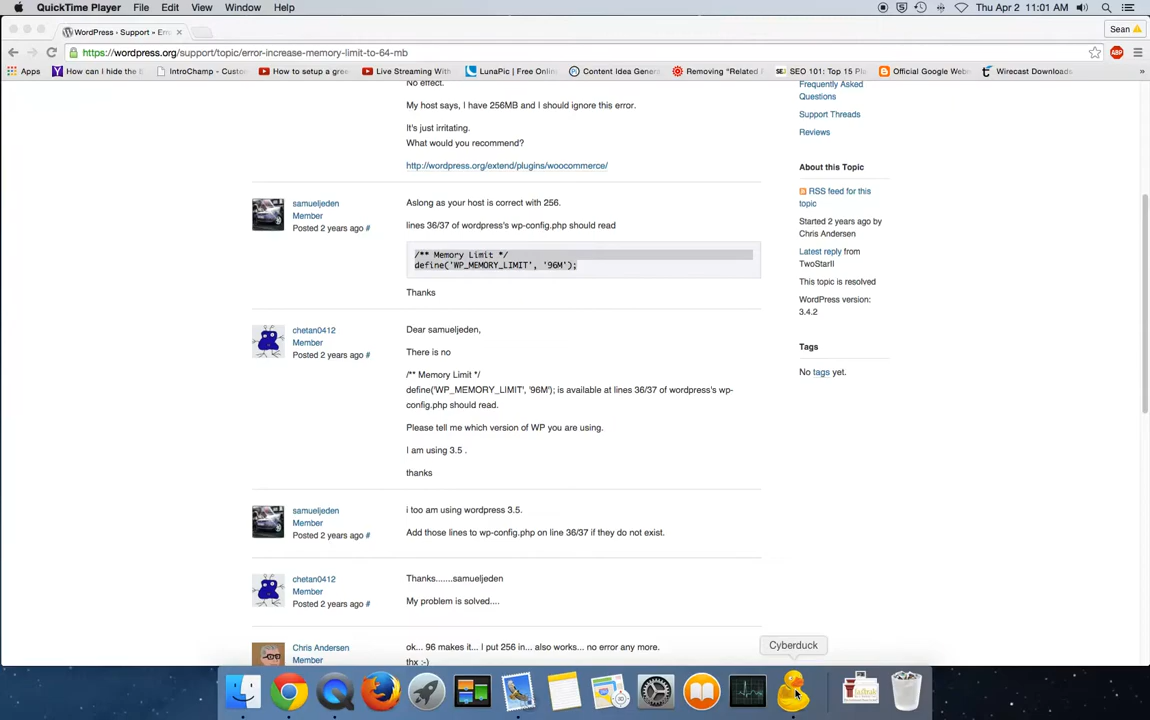 QuickTime Player File Edit View Window Help Thu Apr 2 11:01 AM
WordPress › Support » Err
Sean
https://wordpress.org/support/topic/error-increase-memory-limit-to-64-mb
ABP
Apps How can I hide the B IntroChamp - Custo How to setup a gree Live Streaming With LunaPic | Free Onli Content Idea Genera Removing "Related A SEO 101: Top 15 Pla Official Google Web Wirecast Downloads »
No effect.
My host says, I have 256MB and I should ignore this error.
It's just irritating.
What would you recommend?
http://wordpress.org/extend/plugins/woocommerce/
samueljeden
Member
Posted 2 years ago #
Aslong as your host is correct with 256.
lines 36/37 of wordpress's wp-config.php should read
/** Memory Limit */
define('WP_MEMORY_LIMIT', '96M');
Thanks
chetan0412
Member
Posted 2 years ago #
Dear samueljeden,
There is no
/** Memory Limit */
define('WP_MEMORY_LIMIT', '96M'); is available at lines 36/37 of wordpress's wp-
config.php should read.
Please tell me which version of WP you are using.
I am using 3.5 .
thanks
samueljeden
Member
Posted 2 years ago #
i too am using wordpress 3.5.
Add those lines to wp-config.php on line 36/37 if they do not exist.
chetan0412
Member
Posted 2 years ago #
Thanks.......samueljeden
My problem is solved....
Chris Andersen
Member
ok... 96 makes it... I put 256 in.. also works.. no error any more.
thx :-)
Frequently Asked
Questions
Support Threads
Reviews
About this Topic
RSS feed for this
topic
Started 2 years ago by
Chris Andersen
Latest reply from
TwoStarII
This topic is resolved
WordPress version:
3.4.2
Tags
No tags yet.
Cyberduck